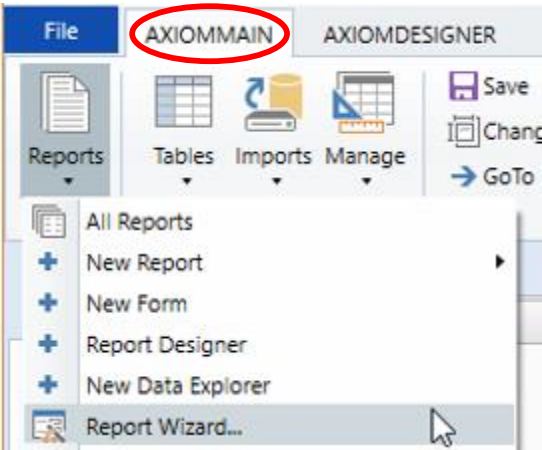 File AXIOMMAIN AXIOMDESIGNER
Save
Chang
GoTo
Reports Tables Imports Manage
All Reports
New Report
New Form
Report Designer
New Data Explorer
Report Wizard...